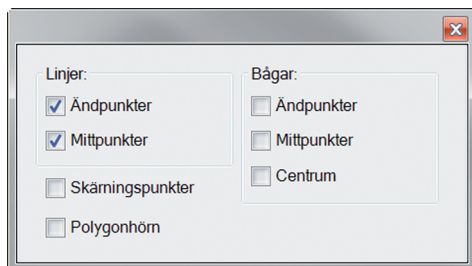 Linjer:
Ändpunkter
Mittpunkter
Skärningspunkter
Polygonhörn
Bågar:
Ändpunkter
Mittpunkter
Centrum